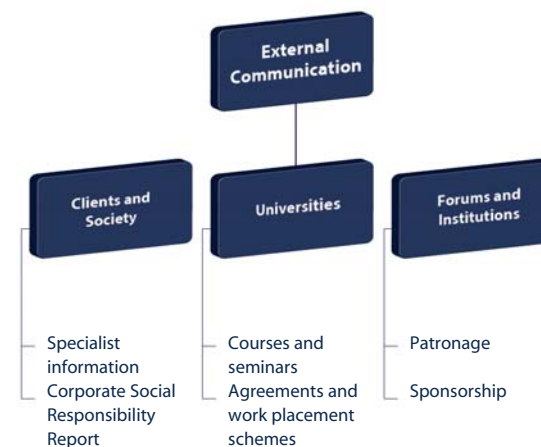 External
Communication
Clients and
Society
Universities
Forums and
Institutions
Specialist
information
Corporate Social
Responsibility
Report
Courses and
seminars
Agreements and
work placement
schemes
Patronage
Sponsorship